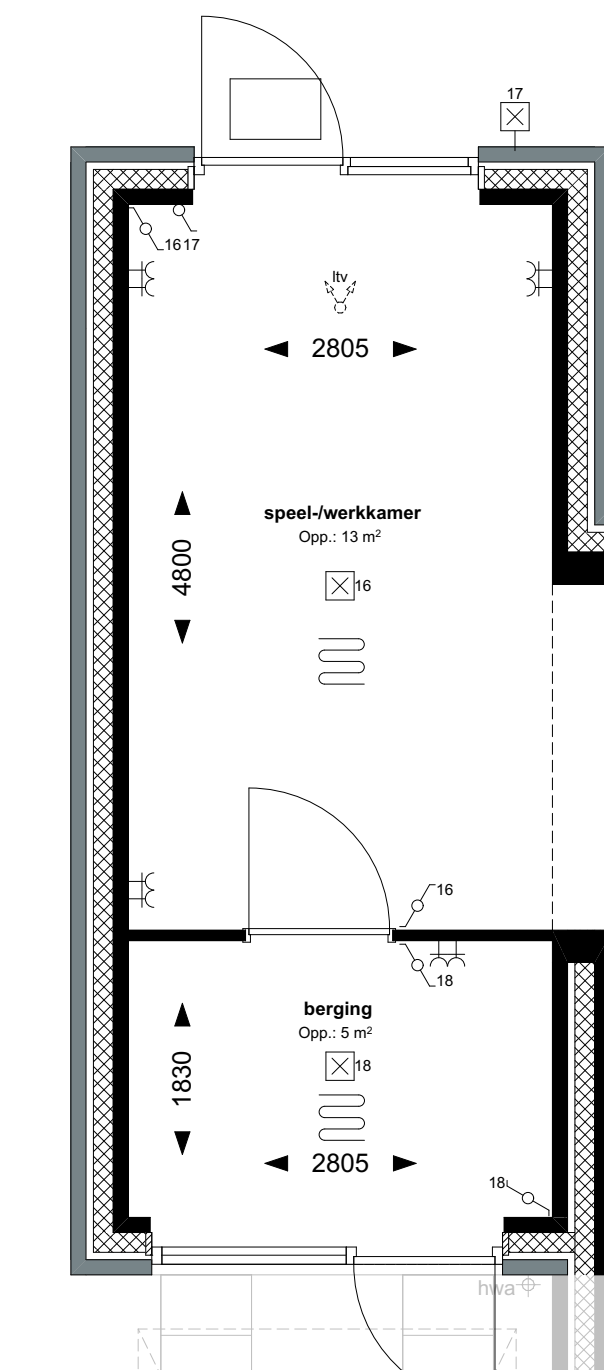 17
1617
ltv
2805
speel-/werkkamer
Opp.: 13 m²
4800
16
16
18
berging
Opp.: 5 m²
18
1830
2805
18
hwa